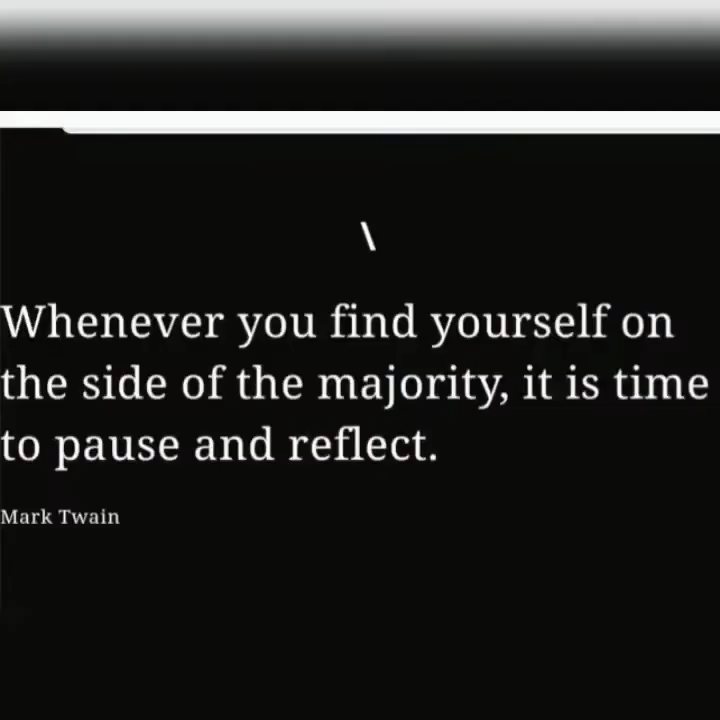 \
Whenever you find yourself on
the side of the majority, it is time
to pause and reflect.
Mark Twain